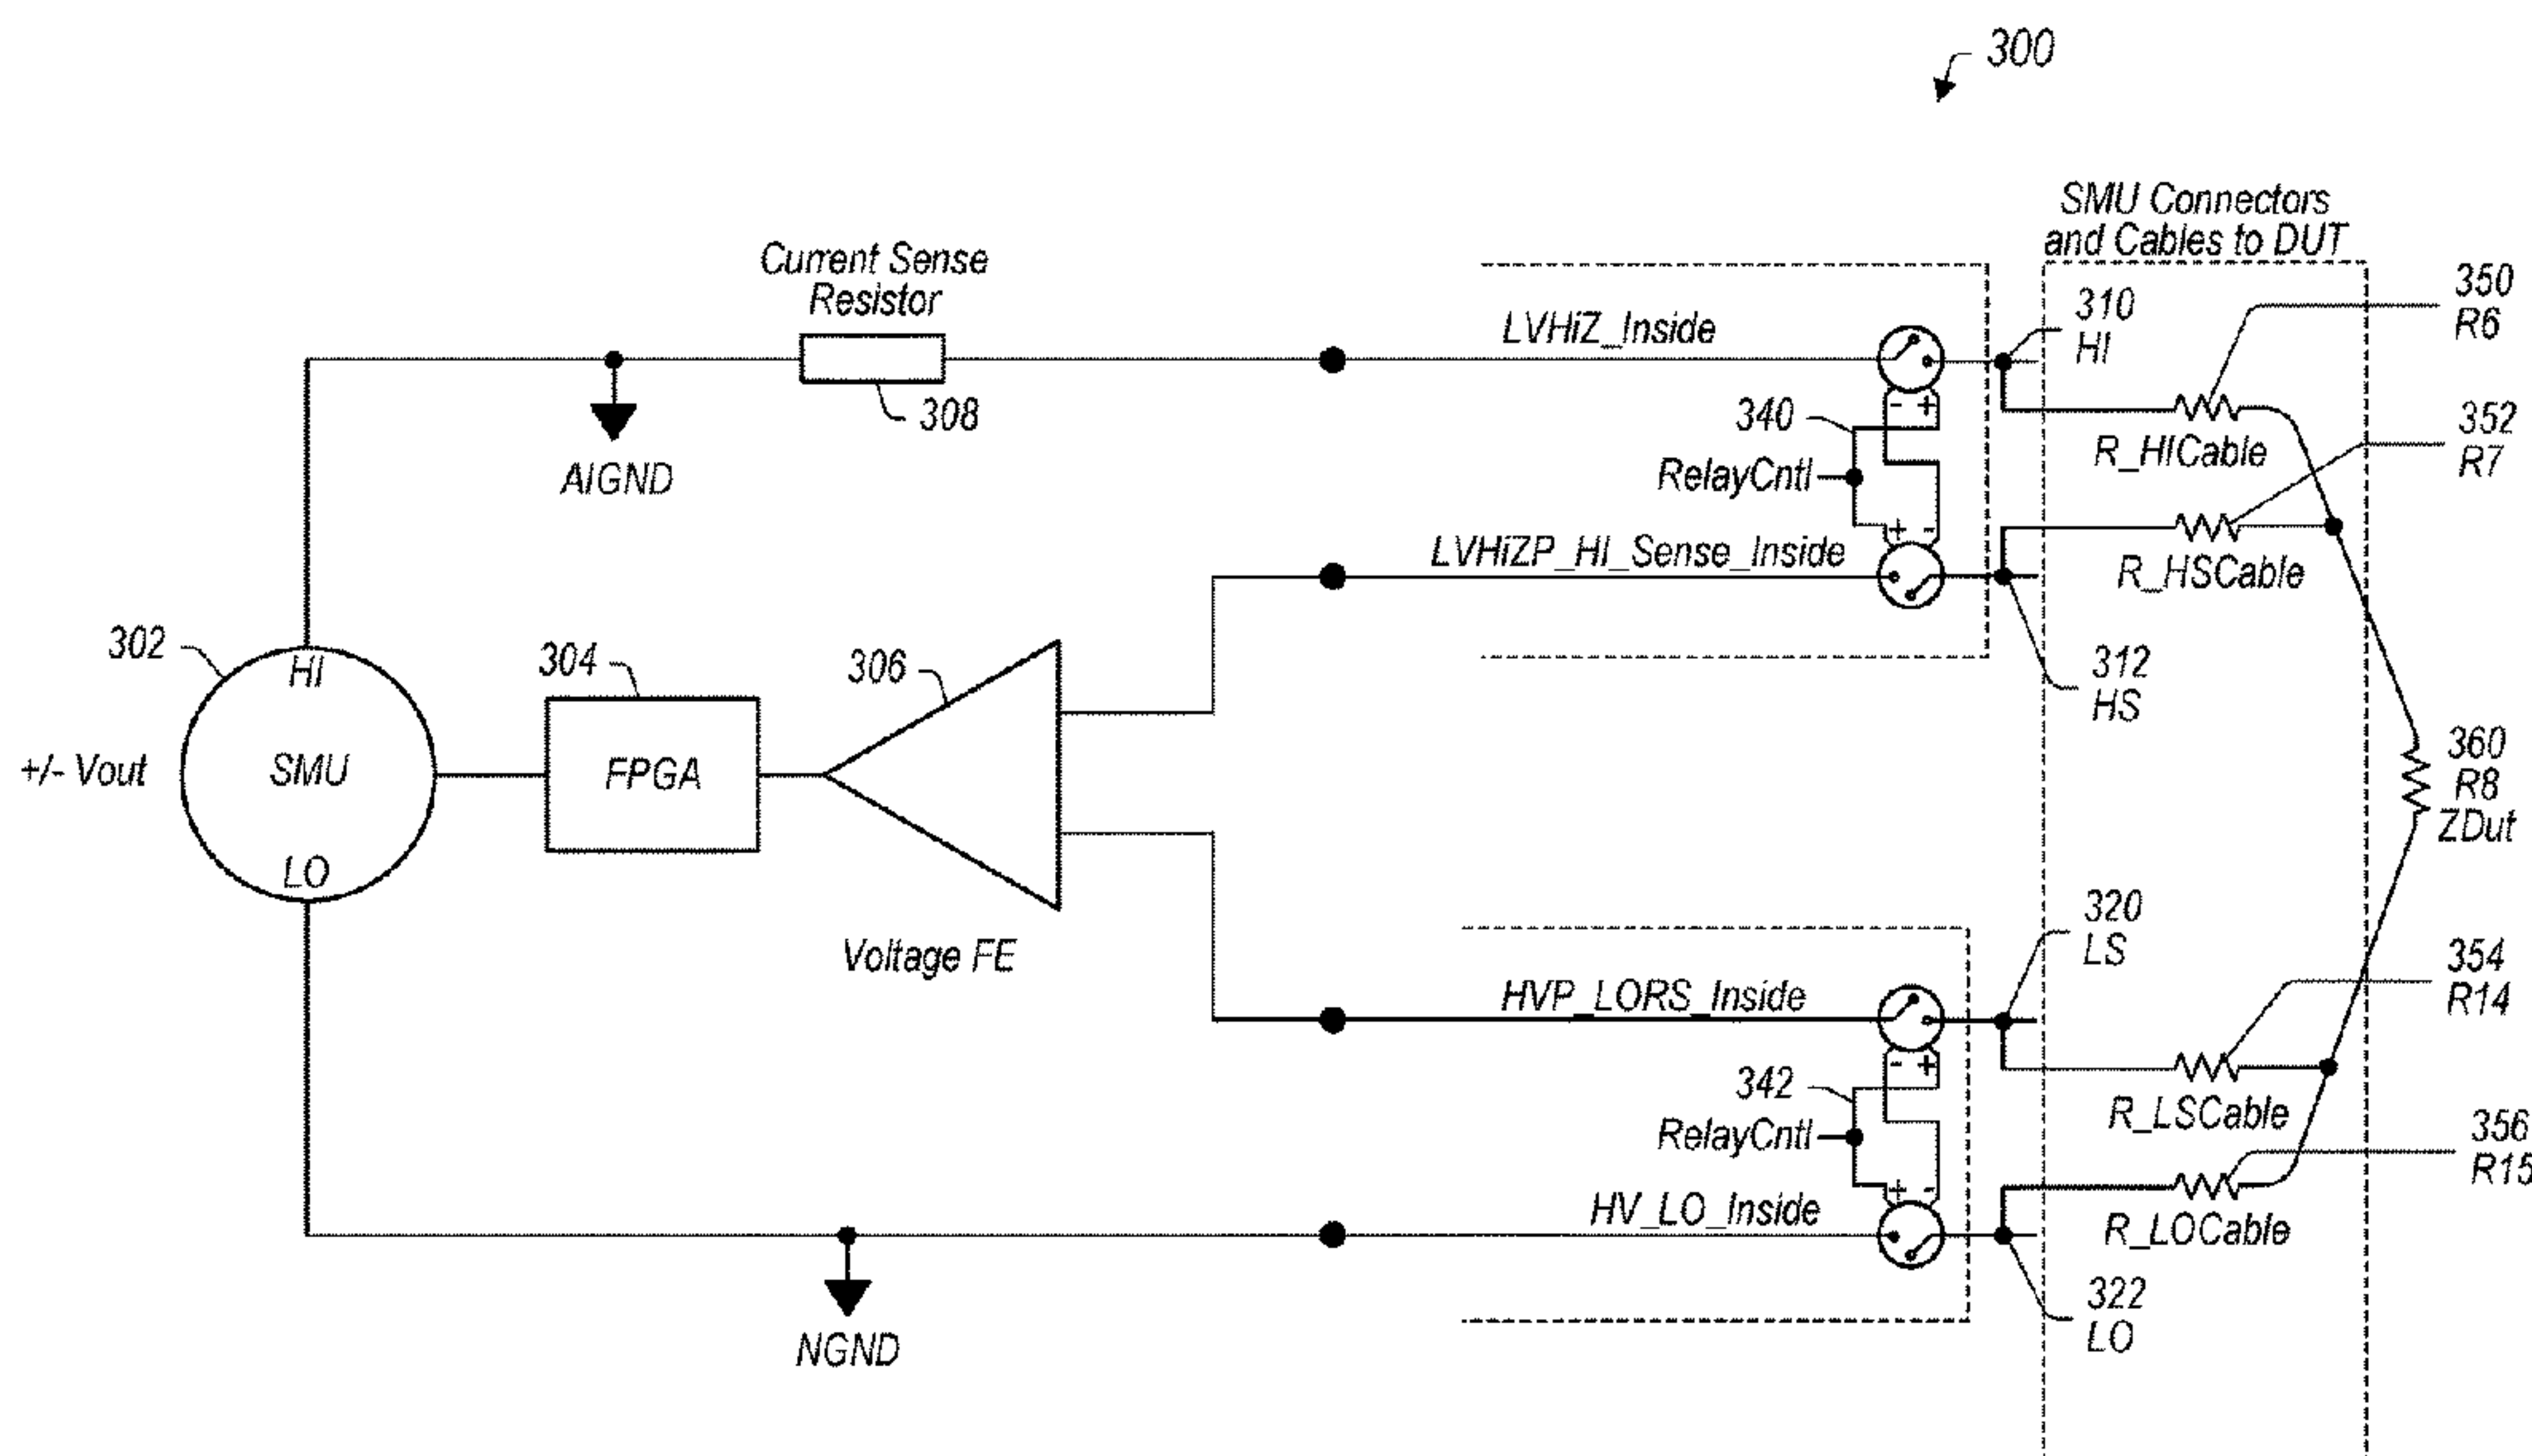 300
SMU Connectors
and Cables to DUT
Current Sense
Resistor
308
AIGND
LVHiZ_Inside
310
HI
350
R6
R_HICable
340
- +
RelayCntl
+ -
352
R7
R_HSCable
LVHiZP_HI_Sense_Inside
312
HS
302
HI
SMU
LO
+/- Vout
304
FPGA
306
Voltage FE
360
R8
ZDut
320
LS
HVP_LORS_Inside
354
R14
R_LSCable
342
- +
RelayCntl
+ -
356
R15
R_LOCable
HV_LO_Inside
322
LO
NGND